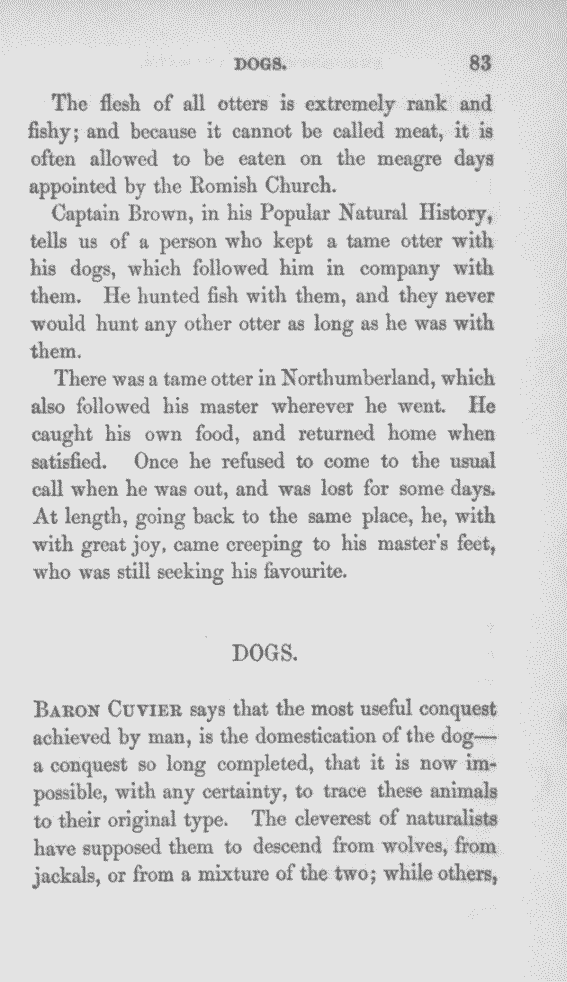 DOGS. 83
The flesh of all otters is extremely rank and
fishy; and because it cannot be called meat, it is
often allowed to be eaten on the meagre days
appointed by the Romish Church.
Captain Brown, in his Popular Natural History,
tells us of a person who kept a tame otter with
his dogs, which followed him in company with
them. He hunted fish with them, and they never
would hunt any other otter as long as he was with
them.
There was a tame otter in Northumberland, which
also followed his master wherever he went. He
caught his own food, and returned home when
satisfied. Once he refused to come to the usual
call when he was out, and was lost for some days.
At length, going back to the same place, he, with
with great joy, came creeping to his master's feet,
who was still seeking his favourite.
DOGS.
BARON CUVIER says that the most useful conquest
achieved by man, is the domestication of the dog—
a conquest so long completed, that it is now im-
possible, with any certainty, to trace these animals
to their original type. The cleverest of naturalists
have supposed them to descend from wolves, from
jackals, or from a mixture of the two; while others,